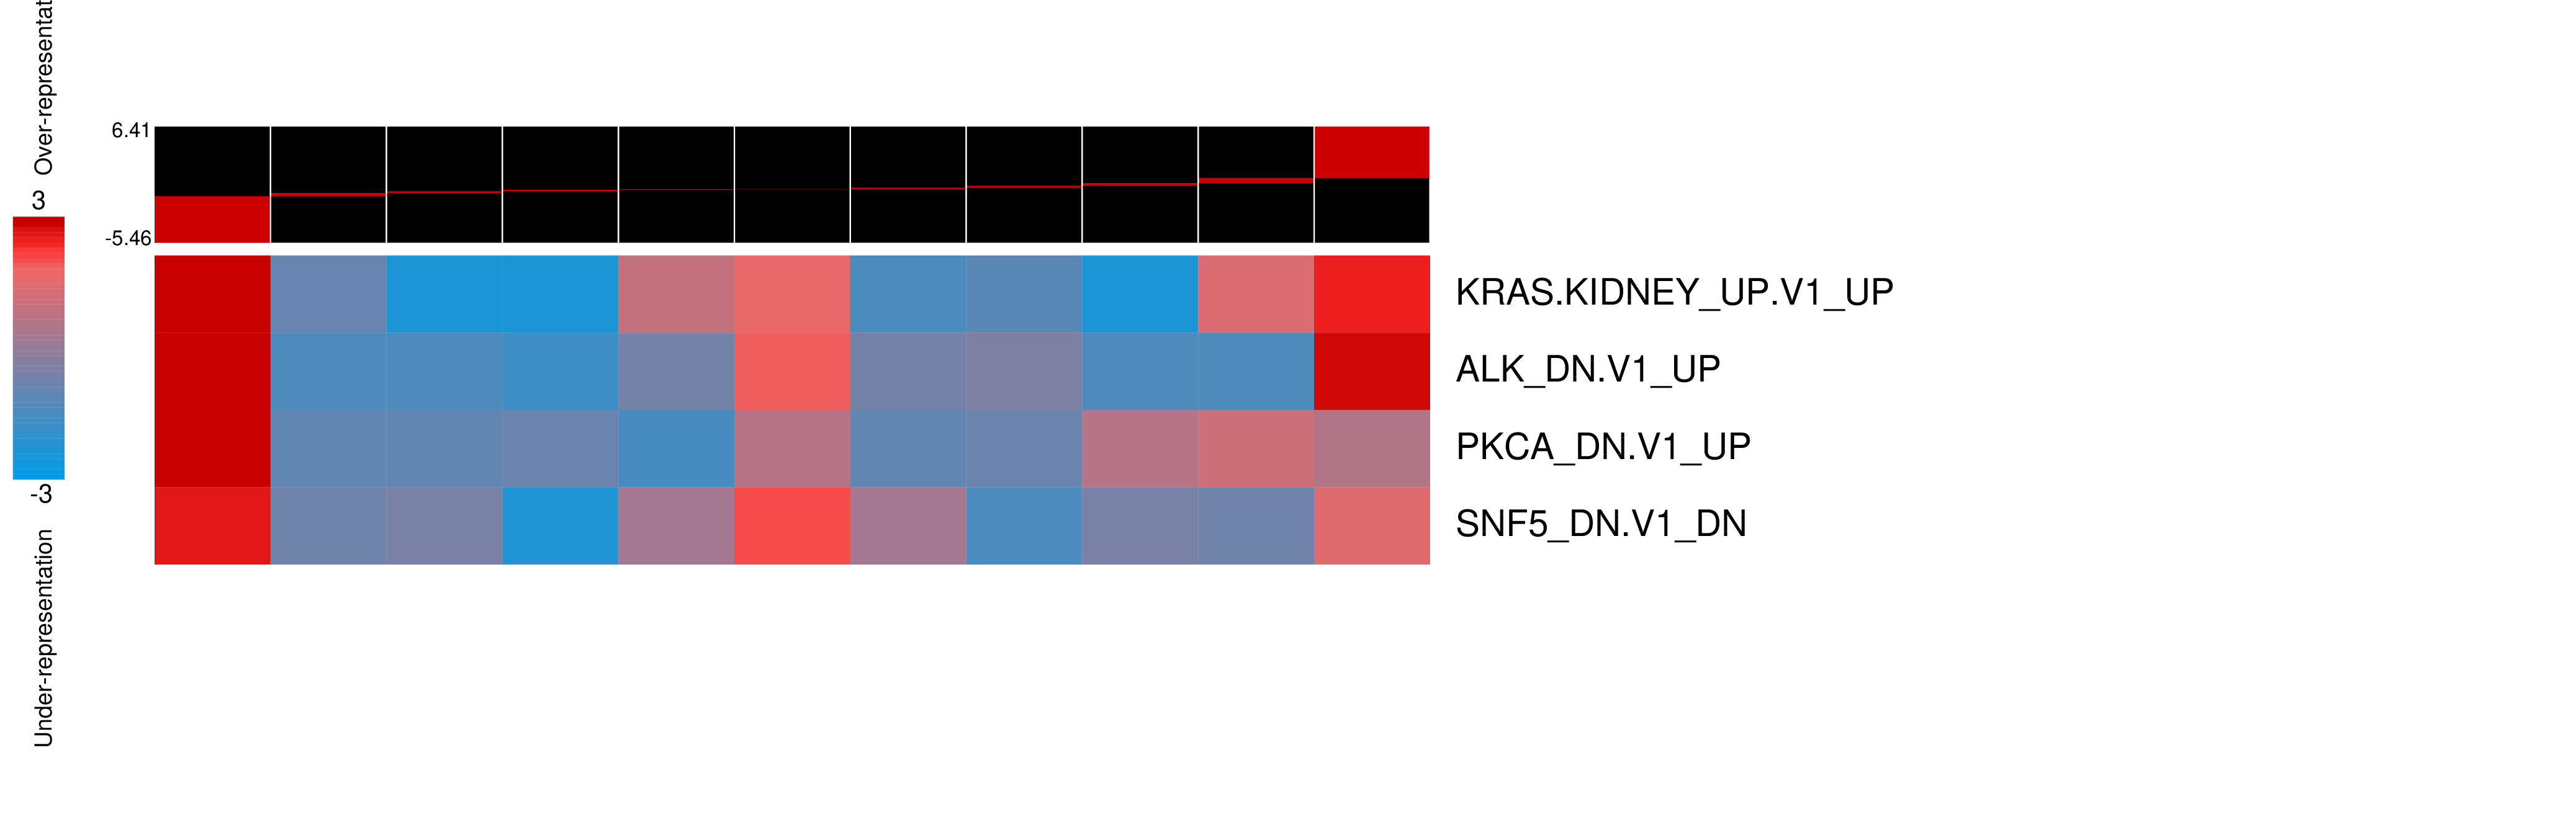 Over-representat
6.41
-5.46
3
-3
Under-representation
KRAS.KIDNEY_UP.V1_UP
ALK_DN.V1_UP
PKCA_DN.V1_UP
SNF5_DN.V1_DN